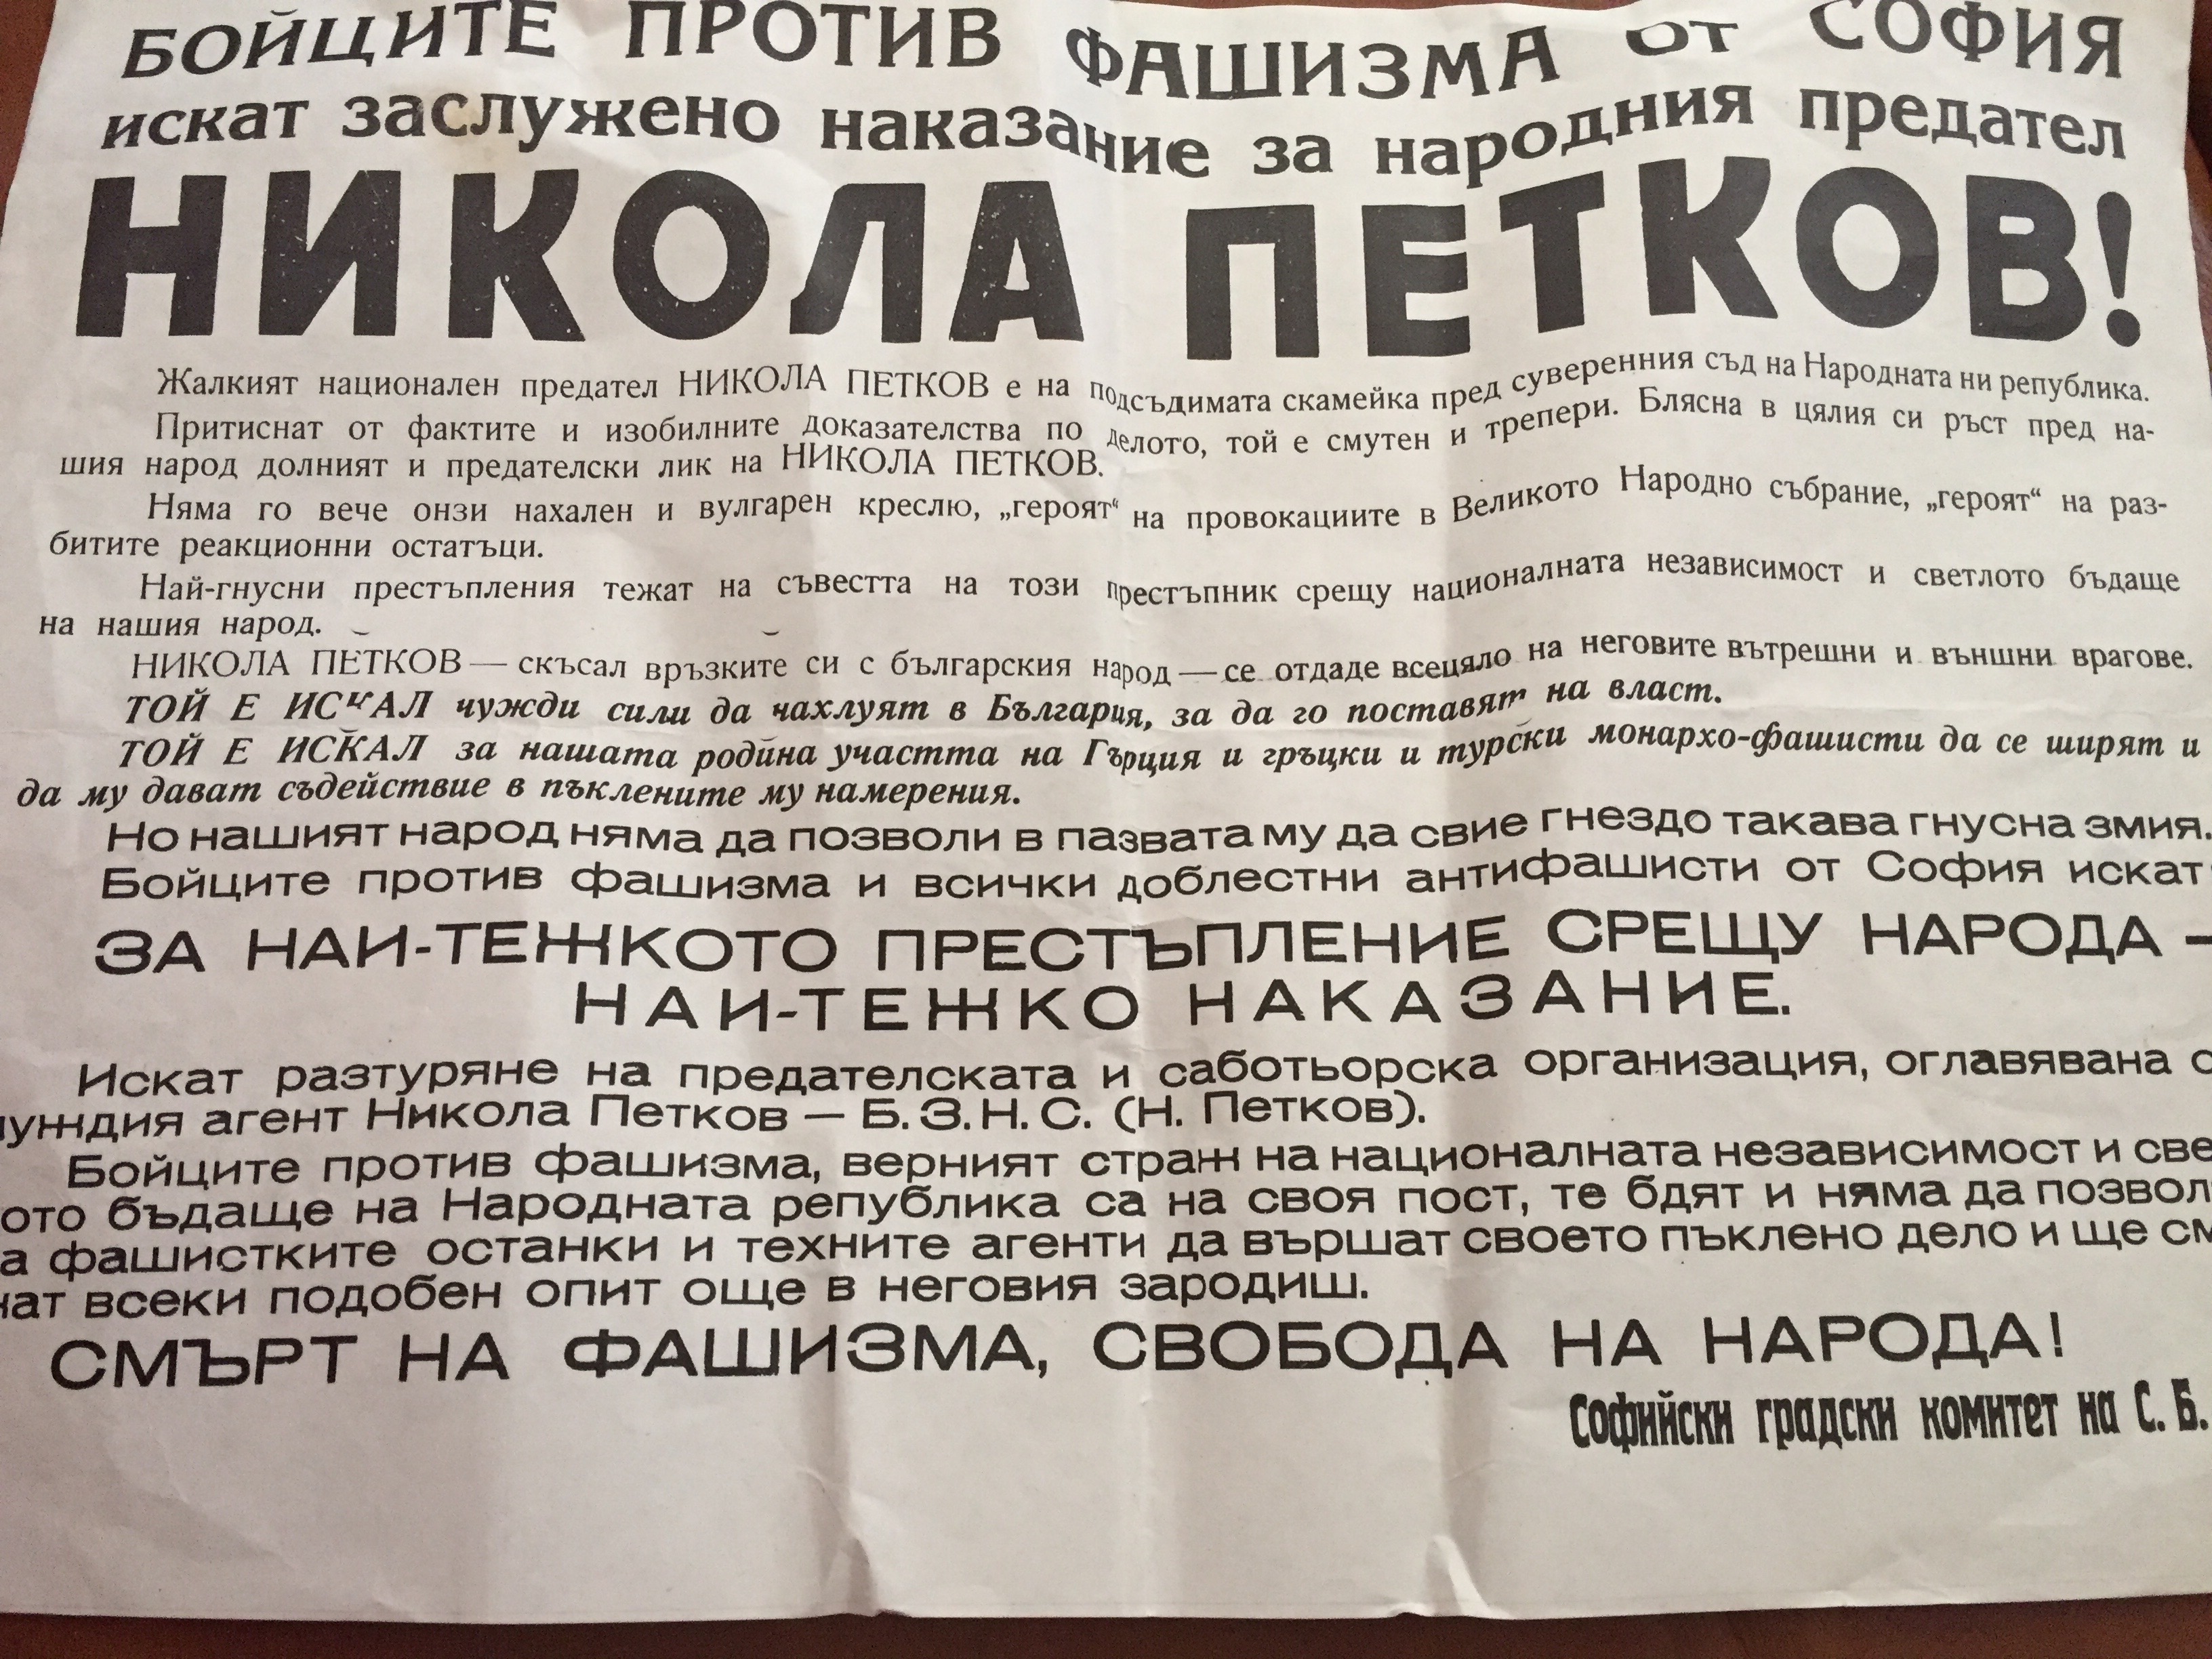 БОЙЦИТЕ ПРОТИВ ФАШИЗМА от СОФИЯ
искат заслужено наказание за народния предател
НИКОЛА ПЕТКОВ!
Жалкият национален предател НИКОЛА ПЕТКОВ е на подсъдимата скамейка пред суверенния съд на Народната ни република.
Притиснат от фактите и изобилните доказателства по делото, той е смутен и трепери. Блясна в цялия си ръст пред на-
шия народ долният и предателски лик на НИКОЛА ПЕТКОВ.
Няма го вече онзи нахален и вулгарен креслю, „героят“ на провокациите в Великото Народно събрание, „героят“ на раз-
битите реакционни остатъци.
Най-гнусни престъпления тежат на съвестта на този престъпник срещу националната независимост и светлото бъдаще
на нашия народ.
НИКОЛА ПЕТКОВ — скъсал връзките си с българския народ — се отдаде всецяло на неговите вътрешни и външни врагове.
ТОЙ Е ИСКАЛ чужди сили да нахлуят в България, за да го поставят на власт.
ТОЙ Е ИСКАЛ за нашата родина участта на Гърция и гръцки и турски монархо-фашисти да се ширят и
да му дават съдействие в пъклените му намерения.
Но нашият народ няма да позволи в пазвата му да свие гнездо такава гнусна змия.
Бойците против фашизма и всички доблестни антифашисти от София искат
ЗА НАИ-ТЕЖКОТО ПРЕСТЪПЛЕНИЕ СРЕЩУ НАРОДА –
НАИ-ТЕЖКО НАКАЗАНИЕ.
Искат разтуряне на предателската и саботьорска организация, оглавявана о
уждия агент Никола Петков — Б. З. Н. С. (Н. Петков).
Бойците против фашизма, верният страж на националната независимост и све
ото бъдаще на Народната република са на своя пост, те бдят и няма да позвол
а фашистките останки и техните агенти да вършат своето пъклено дело и ще см
нат всеки подобен опит още в неговия зародиш.
СМЪРТ НА ФАШИЗМА, СВОБОДА НА НАРОДА!
Софийски градски комитет на С. Б.